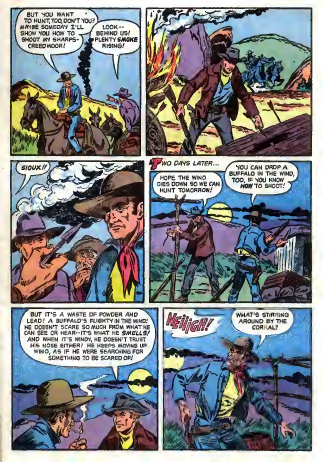 BUT YOU WANT
TO HUNT, TOO, DON'T YOU?
MAYBE SOMEDAY I'LL
SHOW YOU HOW TO
SHOOT MY SHARPS-
CREEDMOOR!
LOOK--
BEHIND US!
PLENTY SMOKE
RISING!
SIOUX!!
TWO DAYS LATER...
HOPE THE WIND
DIES DOWN SO WE CAN
HUNT TOMORROW!
YOU CAN DROP A
BUFFALO IN THE WIND,
TOO, IF YOU KNOW
HOW TO SHOOT!
BUT IT'S A WASTE OF POWDER AND
LEAD! A BUFFALO'S FLIGHTY IN THE WIND!
HE DOESN'T SCARE SO MUCH FROM WHAT HE
CAN SEE OR HEAR--IT'S WHAT HE SMELLS!
AND WHEN IT'S WINDY, HE DOESN'T TRUST
HIS NOSE EITHER! HE KEEPS MOVING UP
WIND, AS IF HE WERE SEARCHING FOR
SOMETHING TO BE SCARED OF!
HEIIGH!
WHAT'S STIRRING
AROUND BY THE
CORRAL?